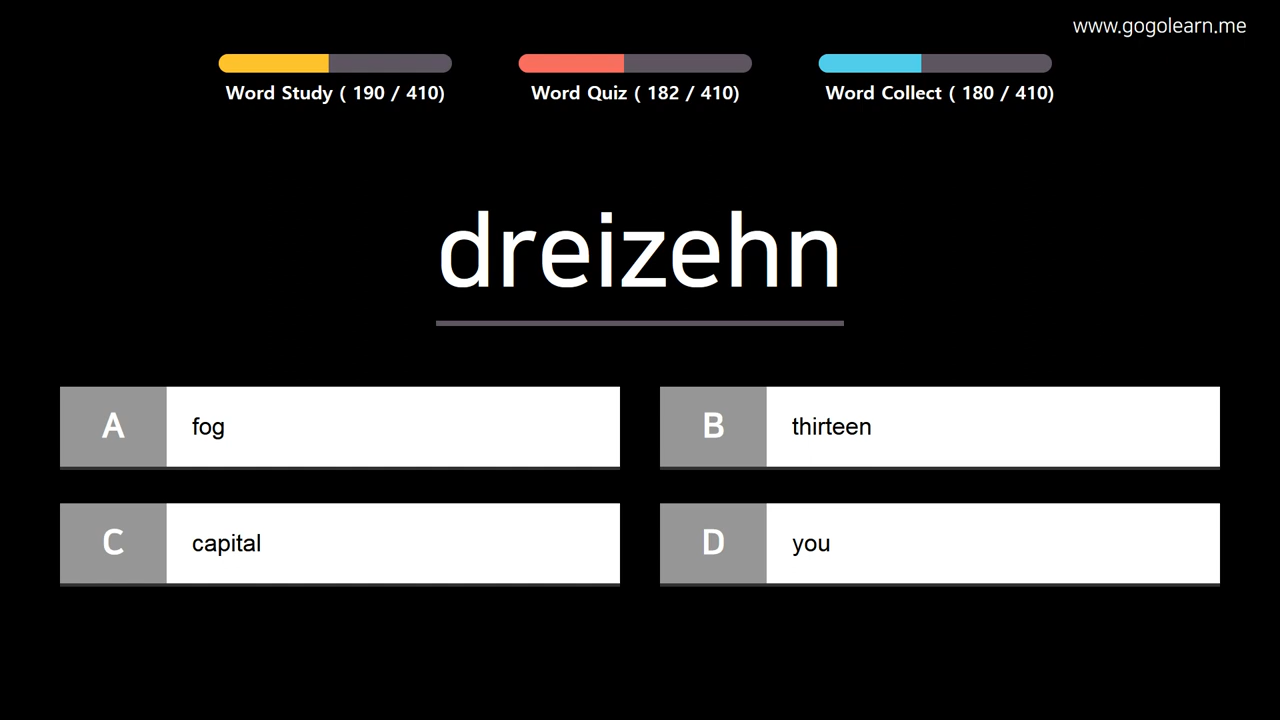 www.gogolearn.me
Word Study ( 190 / 410)
Word Quiz ( 182 / 410)
Word Collect ( 180 / 410)
dreizehn
A fog
B thirteen
C capital
D you